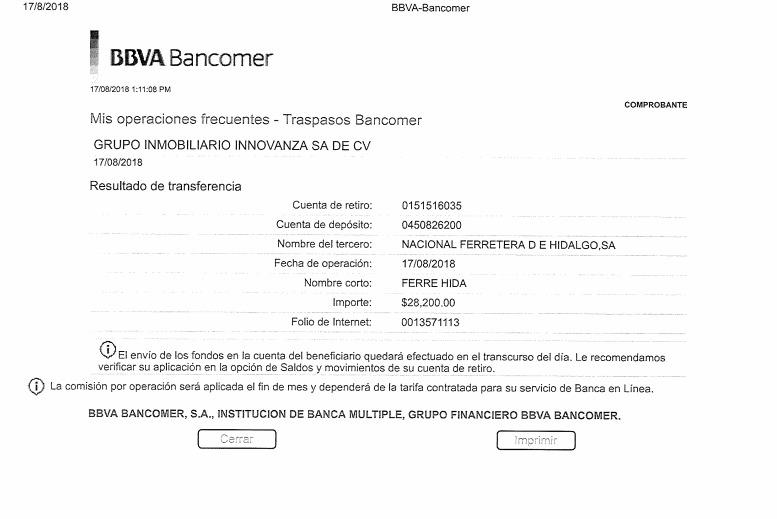 17/8/2018 BBVA-Bancomer
BBVA Bancomer
17/08/2018 1:11:08 PM
COMPROBANTE
Mis operaciones frecuentes - Traspasos Bancomer
GRUPO INMOBILIARIO INNOVANZA SA DE CV
17/08/2018
Resultado de transferencia
Cuenta de retiro: 0151516035
Cuenta de depósito: 0450826200
Nombre del tercero: NACIONAL FERRETERA D E HIDALGO,SA
Fecha de operación: 17/08/2018
Nombre corto: FERRE HIDA
Importe: $28,200.00
Folio de Internet: 0013571113
El envío de los fondos en la cuenta del beneficiario quedará efectuado en el transcurso del día. Le recomendamos
verificar su aplicación en la opción de Saldos y movimientos de su cuenta de retiro.
La comisión por operación será aplicada el fin de mes y dependerá de la tarifa contratada para su servicio de Banca en Línea.
BBVA BANCOMER, S.A., INSTITUCION DE BANCA MULTIPLE, GRUPO FINANCIERO BBVA BANCOMER.
Cerrar Imprimir